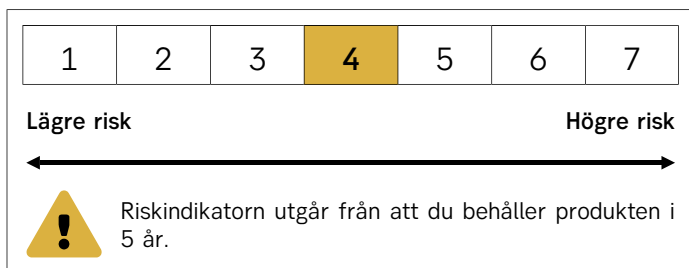 1 2 3 4 5 6 7
Lägre risk Högre risk
Riskindikatorn utgår från att du behåller produkten i
5 år.